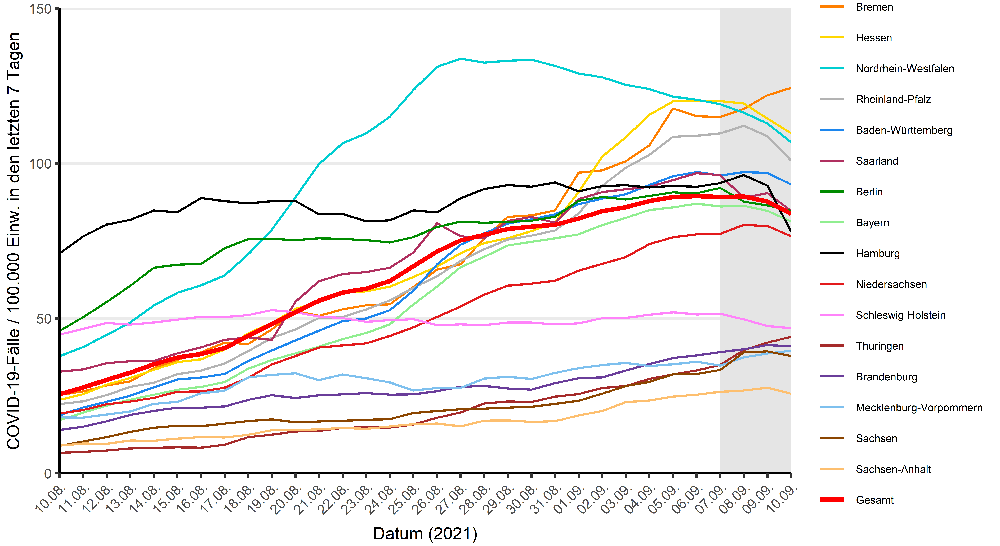 COVID-19-Fälle / 100.000 Einw. in den letzten 7 Tagen
150
100
50
0
10.08.
11.08.
12.08.
13.08.
14.08.
15.08.
16.08.
17.08.
18.08.
19.08.
20.08.
21.08.
22.08.
23.08.
24.08.
25.08.
26.08.
27.08.
28.08.
29.08.
30.08.
31.08.
01.09.
02.09.
03.09.
04.09.
05.09.
06.09.
07.09.
08.09.
09.09.
10.09.
Datum (2021)
Bremen
Hessen
Nordrhein-Westfalen
Rheinland-Pfalz
Baden-Württemberg
Saarland
Berlin
Bayern
Hamburg
Niedersachsen
Schleswig-Holstein
Thüringen
Brandenburg
Mecklenburg-Vorpommern
Sachsen
Sachsen-Anhalt
Gesamt